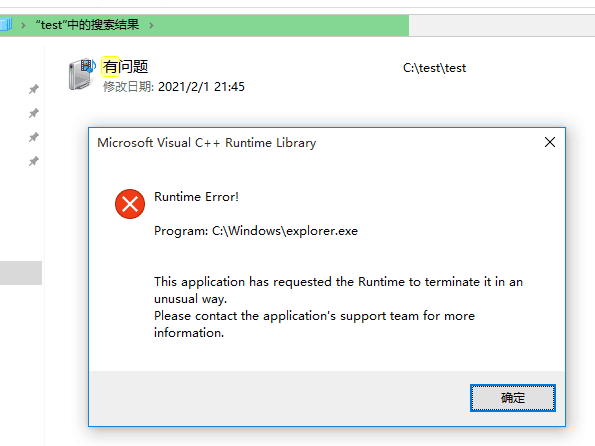 “test”中的搜索结果
有问题
C:\test\test
修改日期: 2021/2/1 21:45
Microsoft Visual C++ Runtime Library
Runtime Error!
Program: C:\Windows\explorer.exe
This application has requested the Runtime to terminate it in an
unusual way.
Please contact the application's support team for more
information.
确定